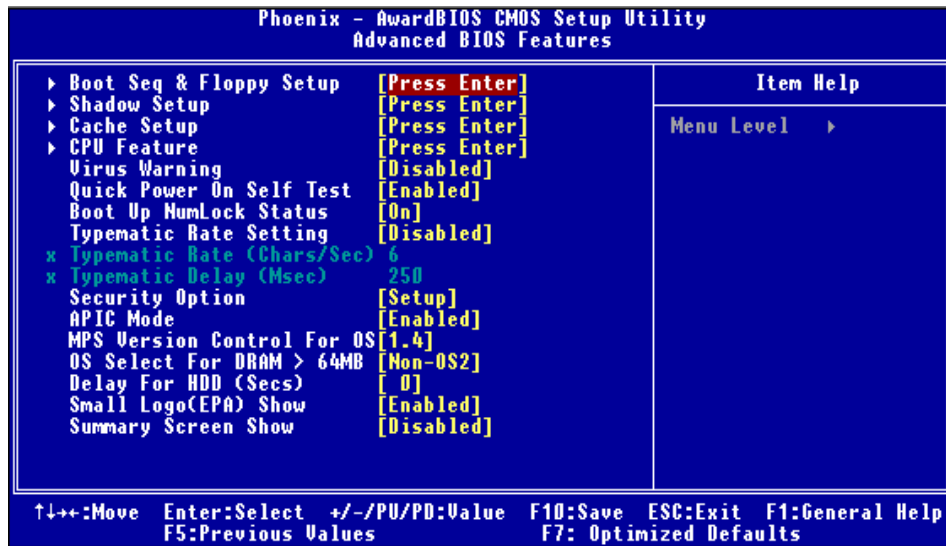 Phoenix - AwardBIOS CMOS Setup Utility
Advanced BIOS Features
▸ Boot Seq & Floppy Setup [Press Enter]
▸ Shadow Setup [Press Enter]
▸ Cache Setup [Press Enter]
▸ CPU Feature [Press Enter]
Virus Warning [Disabled]
Quick Power On Self Test [Enabled]
Boot Up NumLock Status [On]
Typematic Rate Setting [Disabled]
x Typematic Rate (Chars/Sec) 6
x Typematic Delay (Msec) 250
Security Option [Setup]
APIC Mode [Enabled]
MPS Version Control For OS[1.4]
OS Select For DRAM > 64MB [Non-OS2]
Delay For HDD (Secs) [ 0]
Small Logo(EPA) Show [Enabled]
Summary Screen Show [Disabled]
Item Help
Menu Level ▸
↑↓→←:Move Enter:Select +/-/PU/PD:Value F10:Save ESC:Exit F1:General Help
F5:Previous Values F7: Optimized Defaults